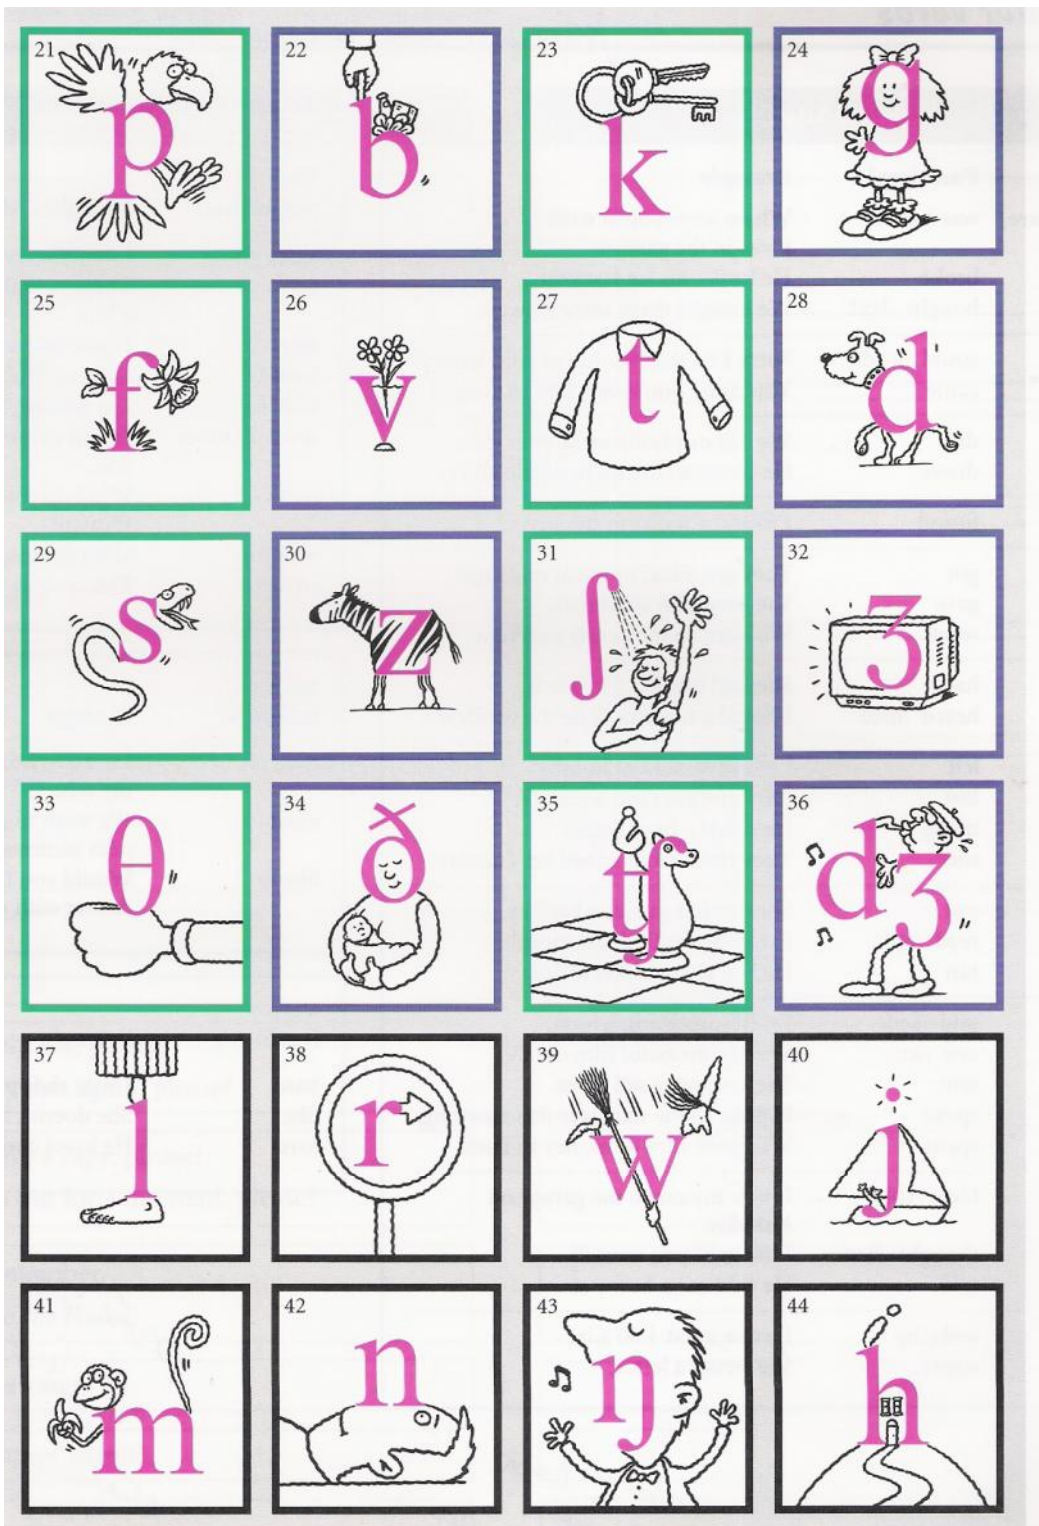 21 22 23 24
p b k g
25 26 27 28
f v t d
29 30 31 32
s z ʃ ʒ
33 34 35 36
θ ð tʃ dʒ
37 38 39 40
l r w j
41 42 43 44
m n ŋ h